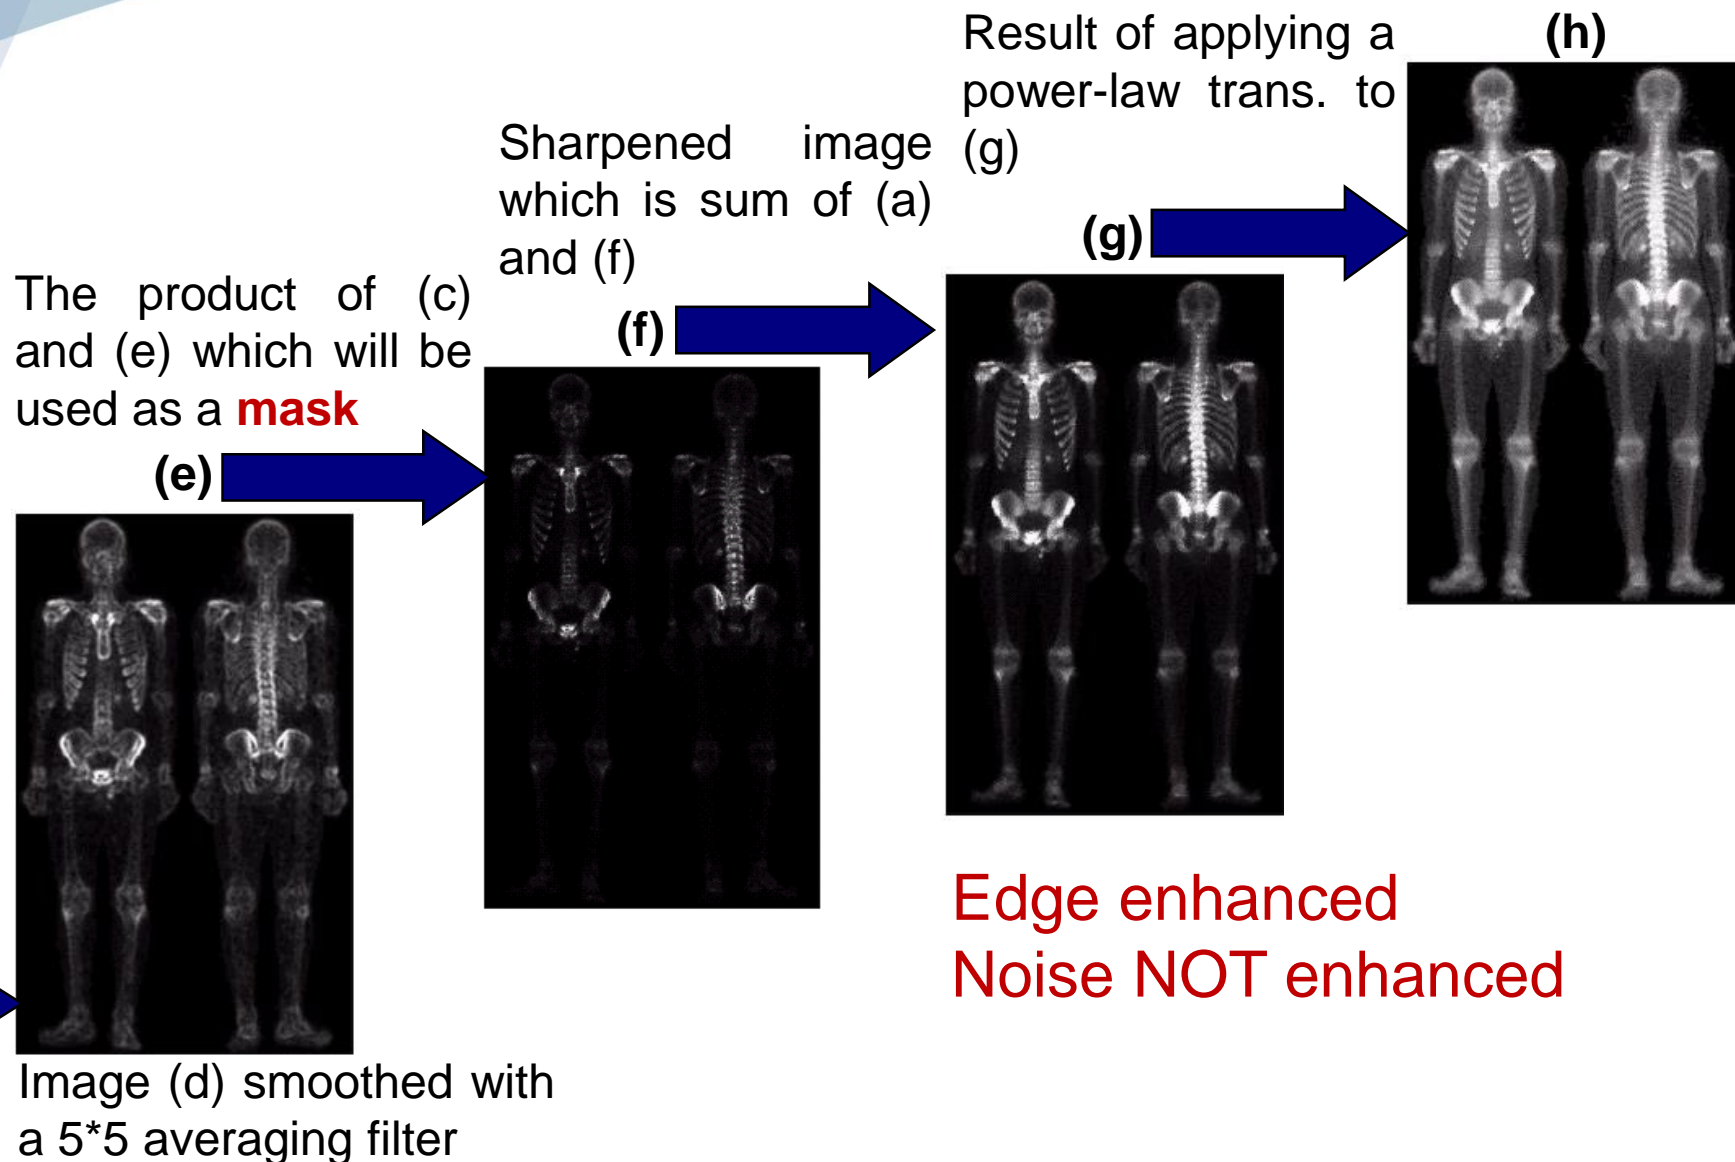 The product of (c)
and (e) which will be
used as a mask
(e)
Image (d) smoothed with
a 5*5 averaging filter
Sharpened image
which is sum of (a)
and (f)
(f)
Result of applying a
power-law trans. to
(g)
(g)
(h)
Edge enhanced
Noise NOT enhanced